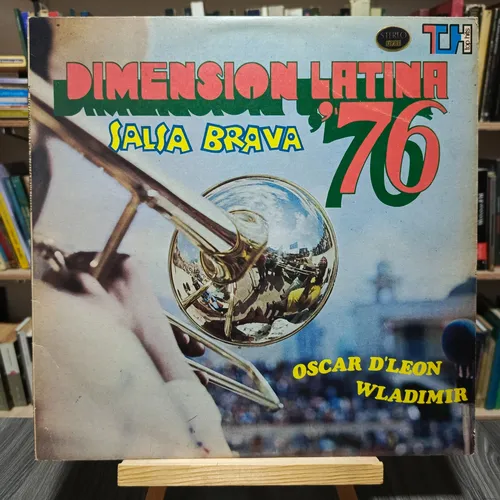 STEREO
TH
DIMENSION LATINA
'76
SALSA BRAVA
OSCAR D'LEON
WLADIMIR